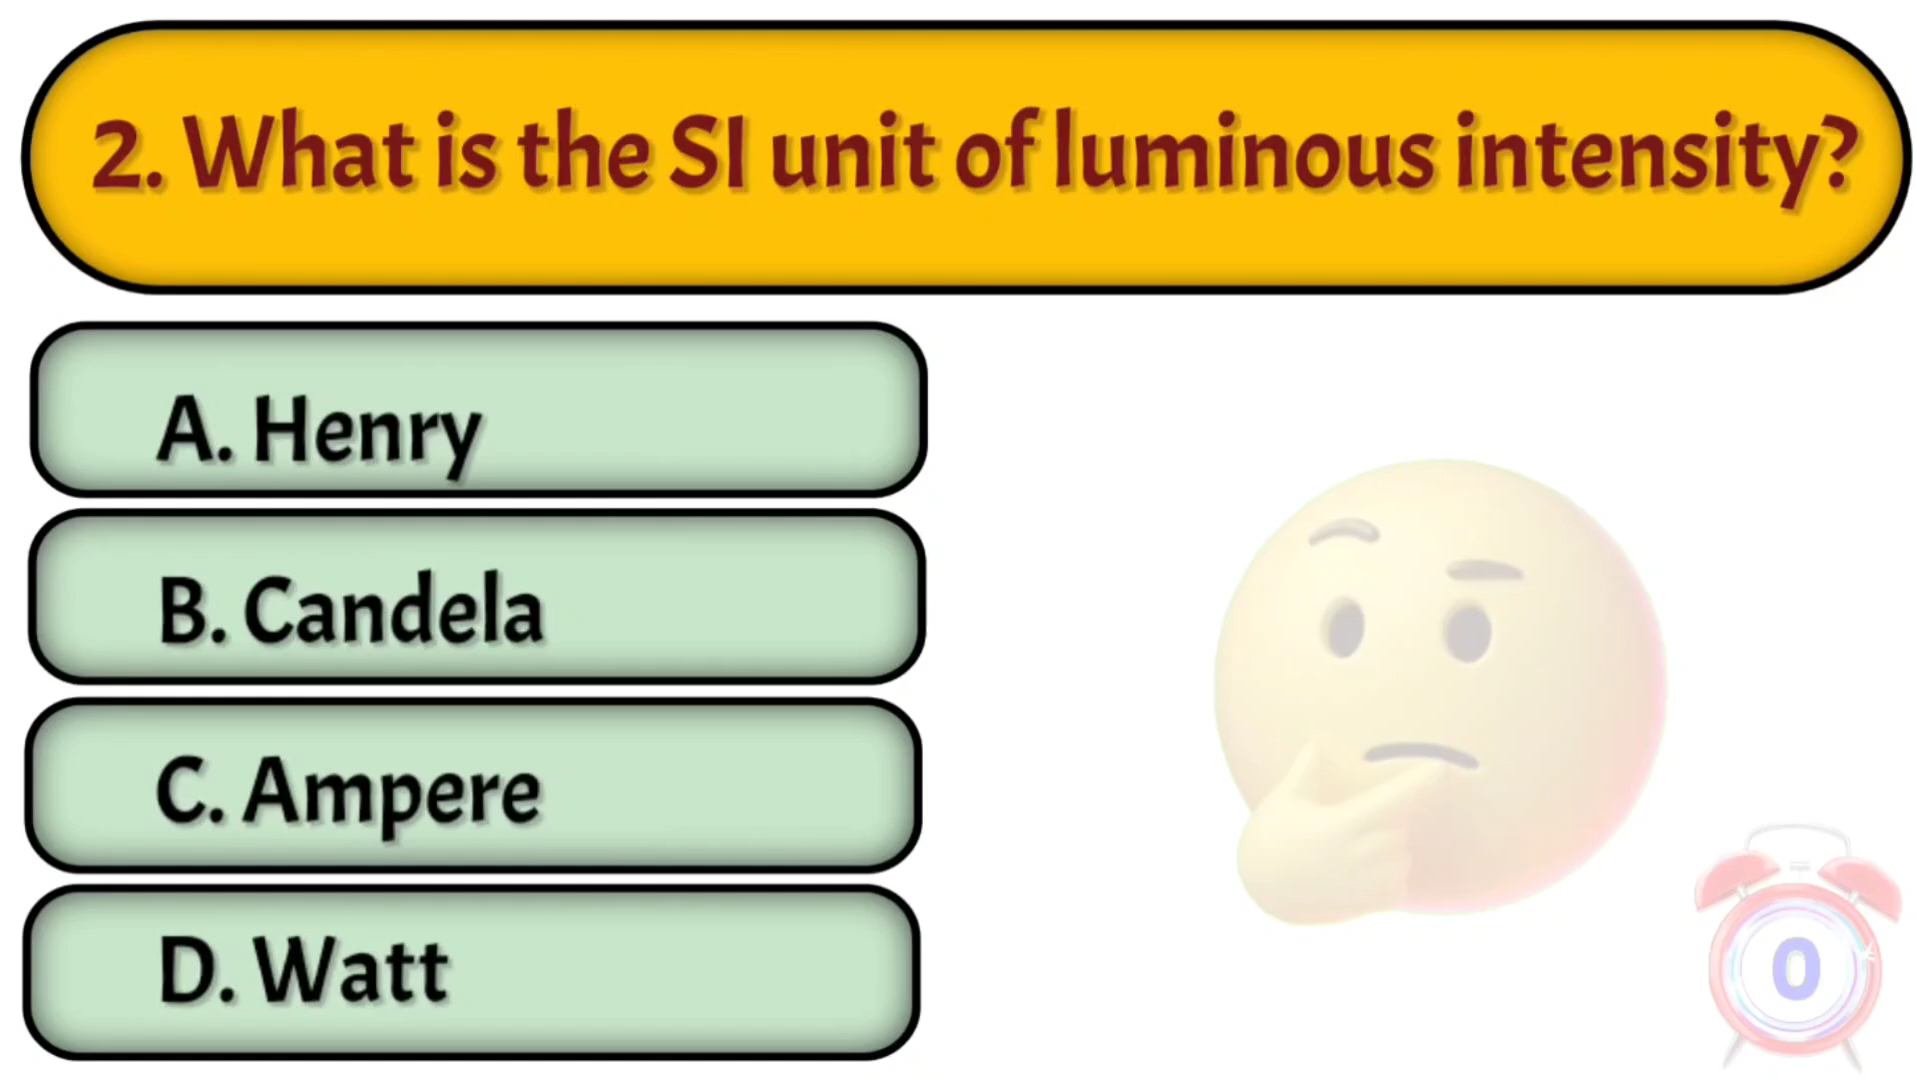 2. What is the SI unit of luminous intensity?
A. Henry
B. Candela
C. Ampere
D. Watt
0